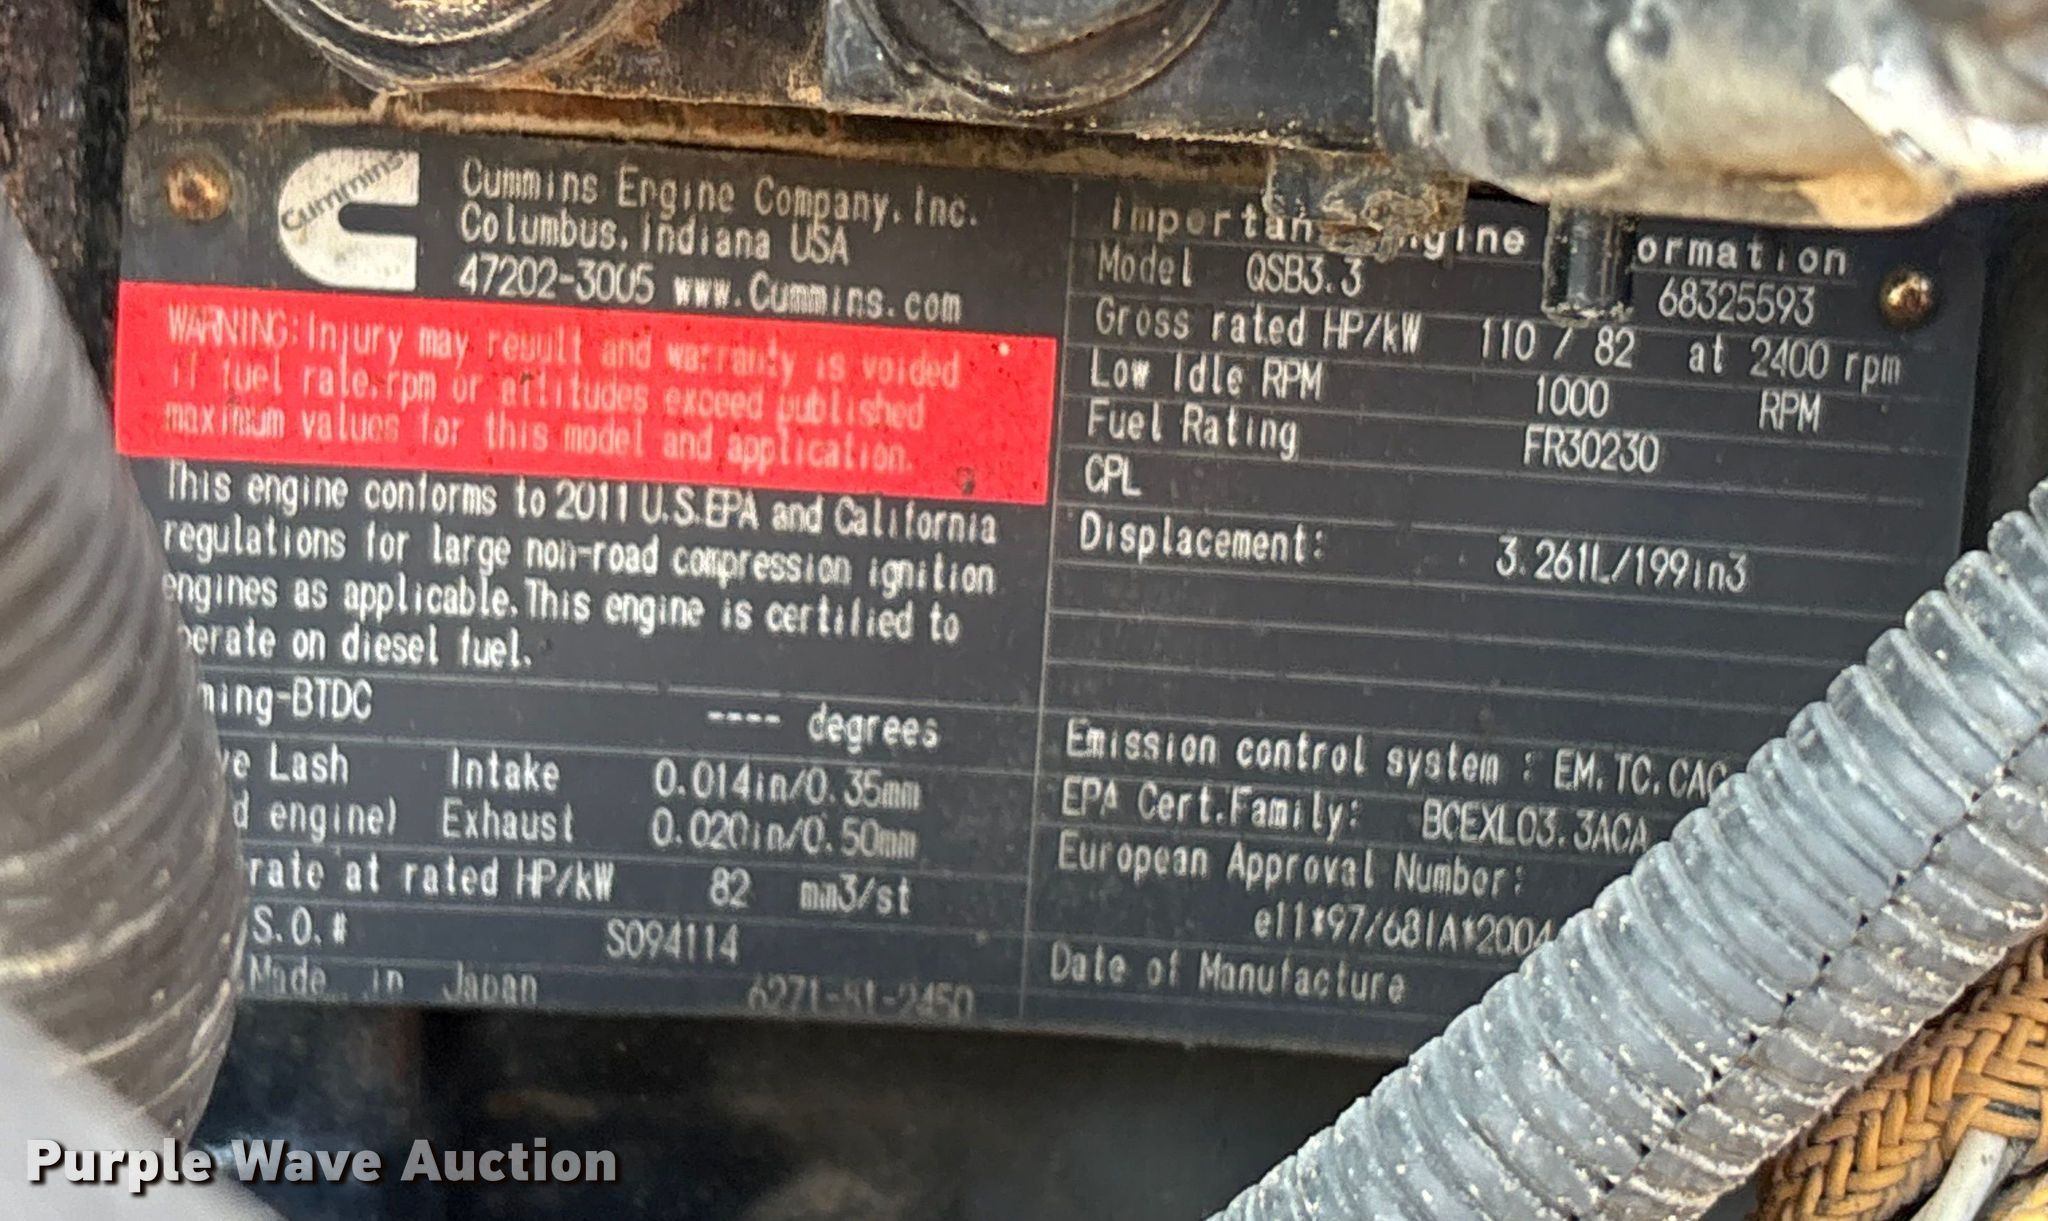 Cummins
Cummins Engine Company, Inc.
Columbus, Indiana USA
47202-3005 www.Cummins.com
WARNING: Injury may result and warranty is voided
if fuel rate, rpm or altitudes exceed published
maximum values for this model and application.
This engine conforms to 2011 U.S.EPA and California
regulations for large non-road compression ignition
engines as applicable. This engine is certified to
perate on diesel fuel.
ming-BTDC ---- degrees
ve Lash Intake 0.014in/0.35mm
d engine) Exhaust 0.020in/0.50mm
rate at rated HP/kW 82 mm3/st
S.O.# S094114
Made in Japan 6271-81-2450
Importan gine ormation
Model QSB3.3 68325593
Gross rated HP/kW 110 / 82 at 2400 rpm
Low Idle RPM 1000 RPM
Fuel Rating FR30230
CPL
Displacement: 3.261L/199in3
Emission control system : EM.TC.CAC
EPA Cert.Family: BCEXL03.3ACA
European Approval Number:
e11*97/68IA*2004
Date of Manufacture
Purple Wave Auction